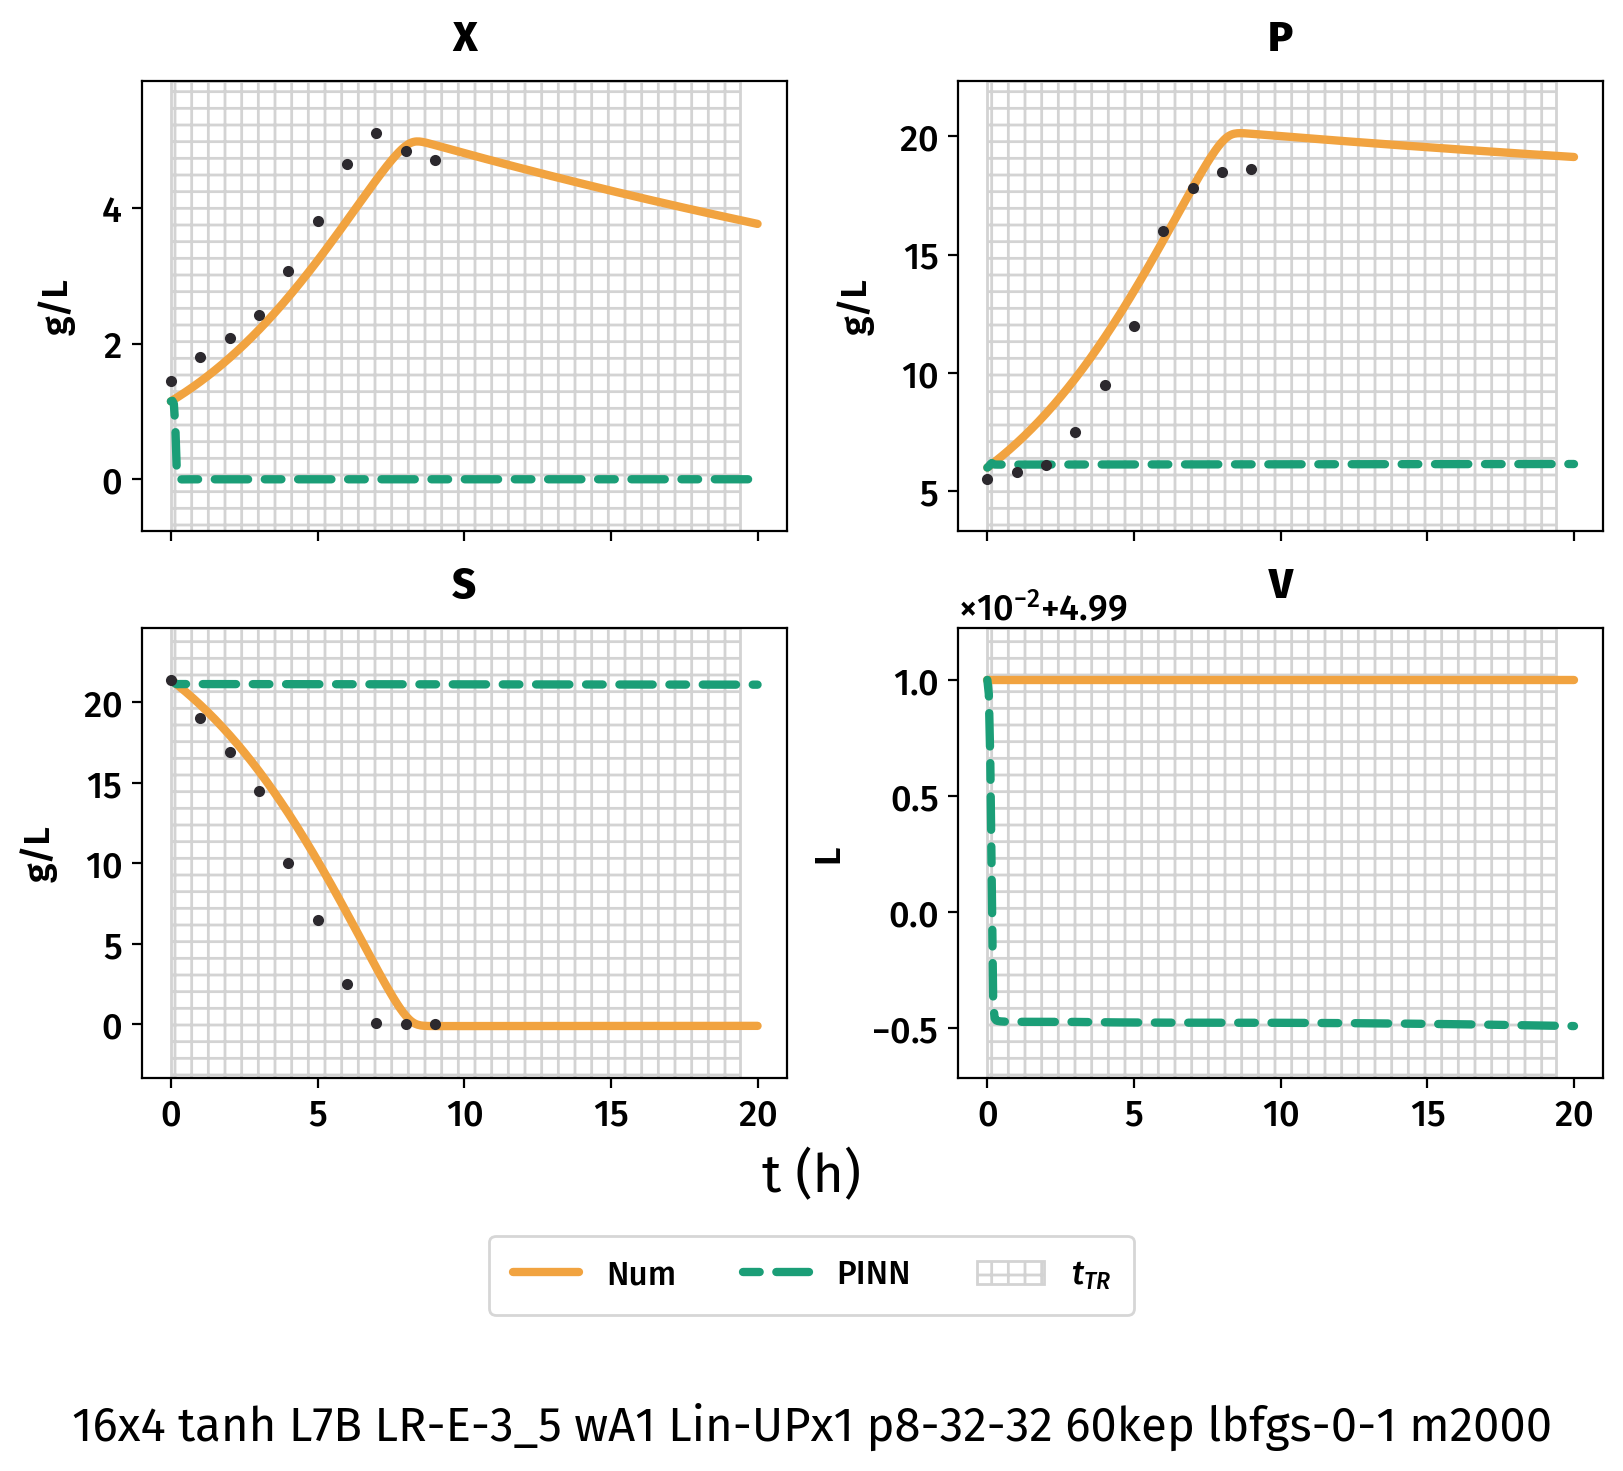 X
P
g/L
4
2
0
g/L
20
15
10
5
S
V
×10⁻²+4.99
g/L
20
15
10
5
0
L
1.0
0.5
0.0
−0.5
0 5 10 15 20
0 5 10 15 20
t (h)
Num PINN t_TR
16x4 tanh L7B LR-E-3_5 wA1 Lin-UPx1 p8-32-32 60kep lbfgs-0-1 m2000